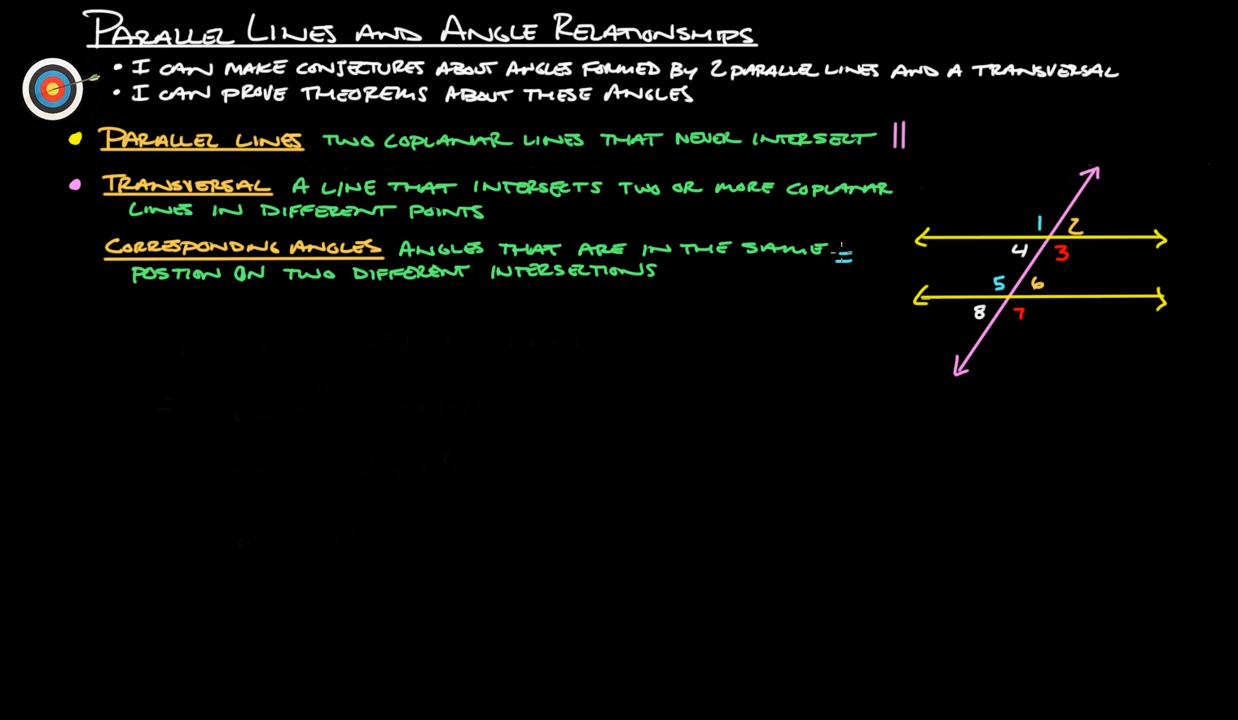 PARALLEL LINES AND ANGLE RELATIONSHIPS
• I CAN MAKE CONJECTURES ABOUT ANGLES FORMED BY 2 PARALLEL LINES AND A TRANSVERSAL
• I CAN PROVE THEOREMS ABOUT THESE ANGLES
• PARALLEL LINES TWO COPLANAR LINES THAT NEVER INTERSECT ||
• TRANSVERSAL A LINE THAT INTERSECTS TWO OR MORE COPLANAR
LINES IN DIFFERENT POINTS
CORRESPONDING ANGLES ANGLES THAT ARE IN THE SAME
POSTION ON TWO DIFFERENT INTERSECTIONS
1 2
4 3
5 6
8 7